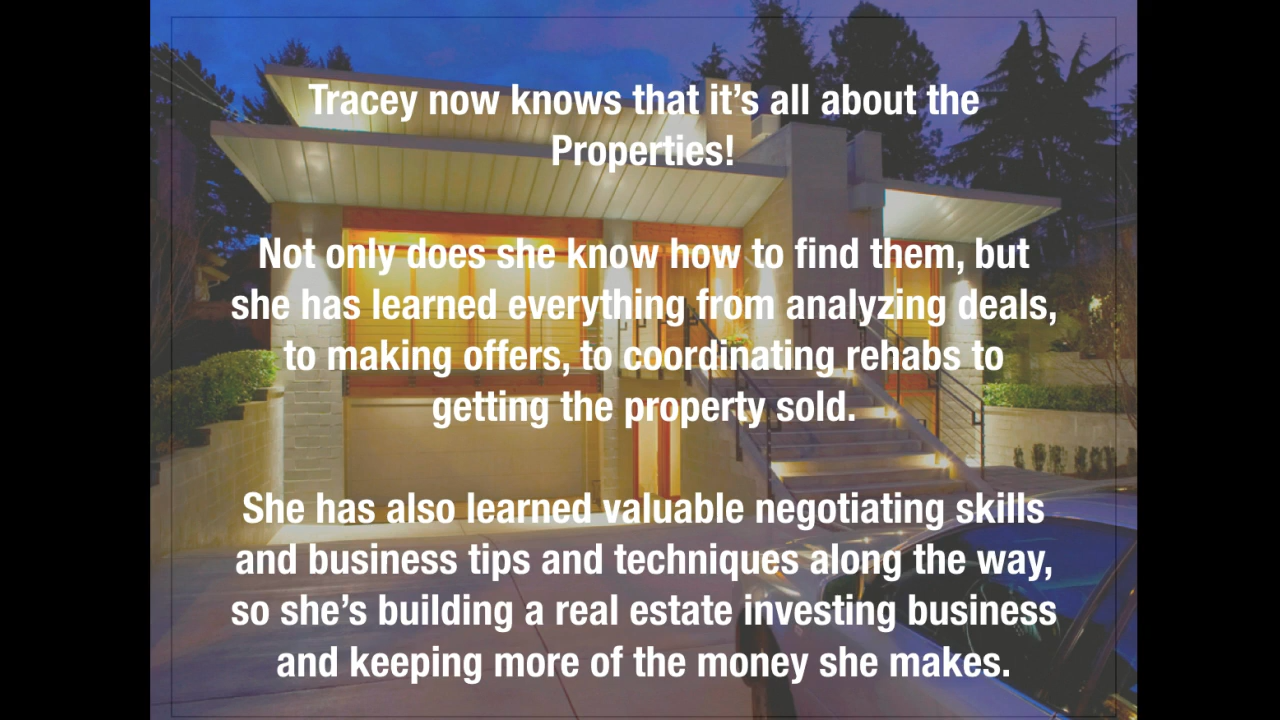 Tracey now knows that it’s all about the
Properties!
Not only does she know how to find them, but
she has learned everything from analyzing deals,
to making offers, to coordinating rehabs to
getting the property sold.
She has also learned valuable negotiating skills
and business tips and techniques along the way,
so she’s building a real estate investing business
and keeping more of the money she makes.